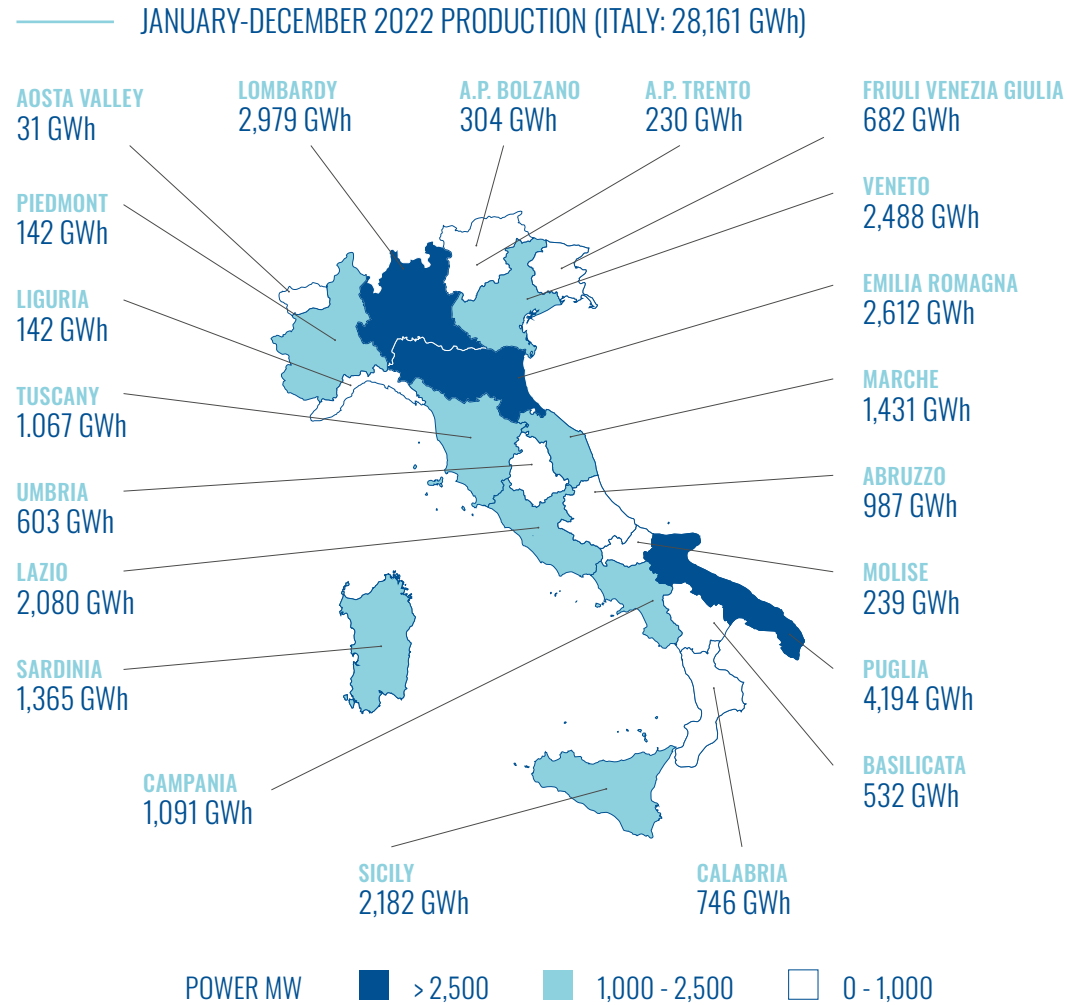 JANUARY-DECEMBER 2022 PRODUCTION (ITALY: 28,161 GWh)
AOSTA VALLEY
31 GWh
LOMBARDY
2,979 GWh
A.P. BOLZANO
304 GWh
A.P. TRENTO
230 GWh
FRIULI VENEZIA GIULIA
682 GWh
PIEDMONT
142 GWh
VENETO
2,488 GWh
LIGURIA
142 GWh
EMILIA ROMAGNA
2,612 GWh
TUSCANY
1.067 GWh
MARCHE
1,431 GWh
UMBRIA
603 GWh
ABRUZZO
987 GWh
LAZIO
2,080 GWh
MOLISE
239 GWh
SARDINIA
1,365 GWh
PUGLIA
4,194 GWh
CAMPANIA
1,091 GWh
BASILICATA
532 GWh
SICILY
2,182 GWh
CALABRIA
746 GWh
POWER MW > 2,500 1,000 - 2,500 0 - 1,000